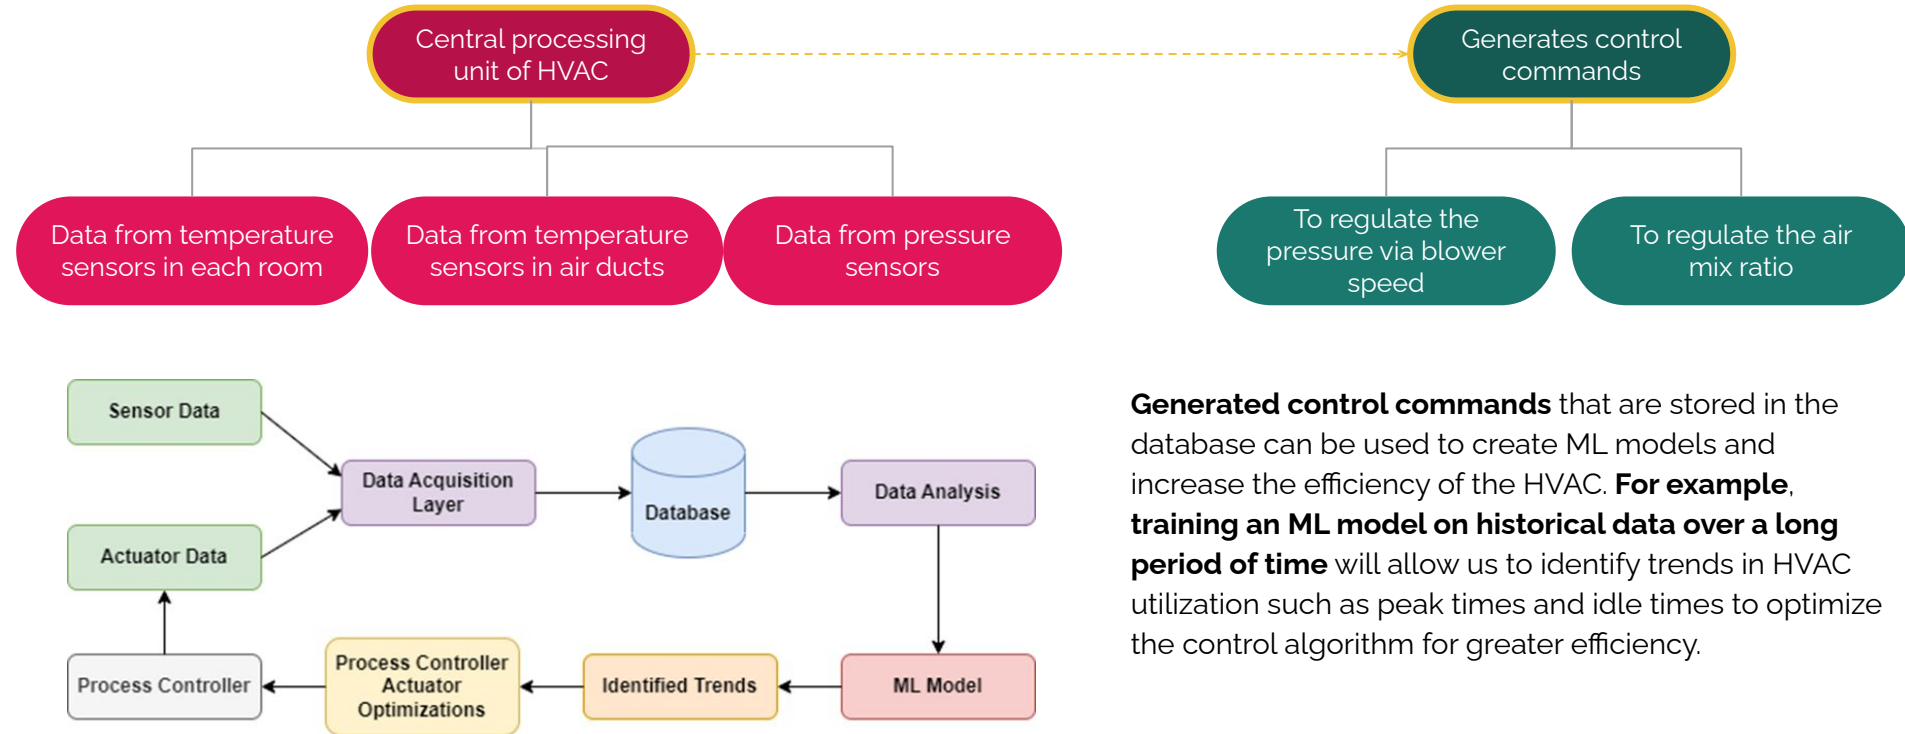 Central processing
unit of HVAC
Generates control
commands
Data from temperature
sensors in each room
Data from temperature
sensors in air ducts
Data from pressure
sensors
To regulate the
pressure via blower
speed
To regulate the air
mix ratio
Sensor Data
Actuator Data
Data Acquisition
Layer
Database
Data Analysis
Process Controller
Process Controller
Actuator
Optimizations
Identified Trends
ML Model
Generated control commands that are stored in the
database can be used to create ML models and
increase the efficiency of the HVAC. For example,
training an ML model on historical data over a long
period of time will allow us to identify trends in HVAC
utilization such as peak times and idle times to optimize
the control algorithm for greater efficiency.